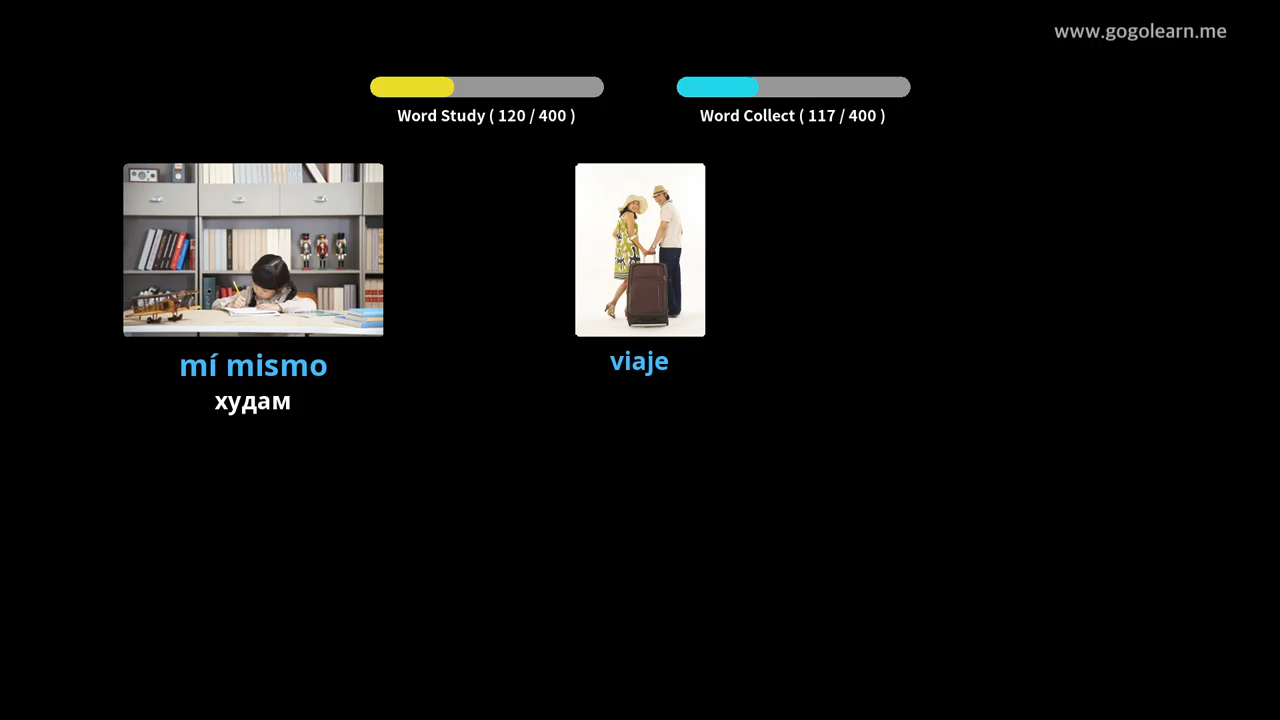 www.gogolearn.me
Word Study ( 120 / 400 )
Word Collect ( 117 / 400 )
mí mismo
худам
viaje